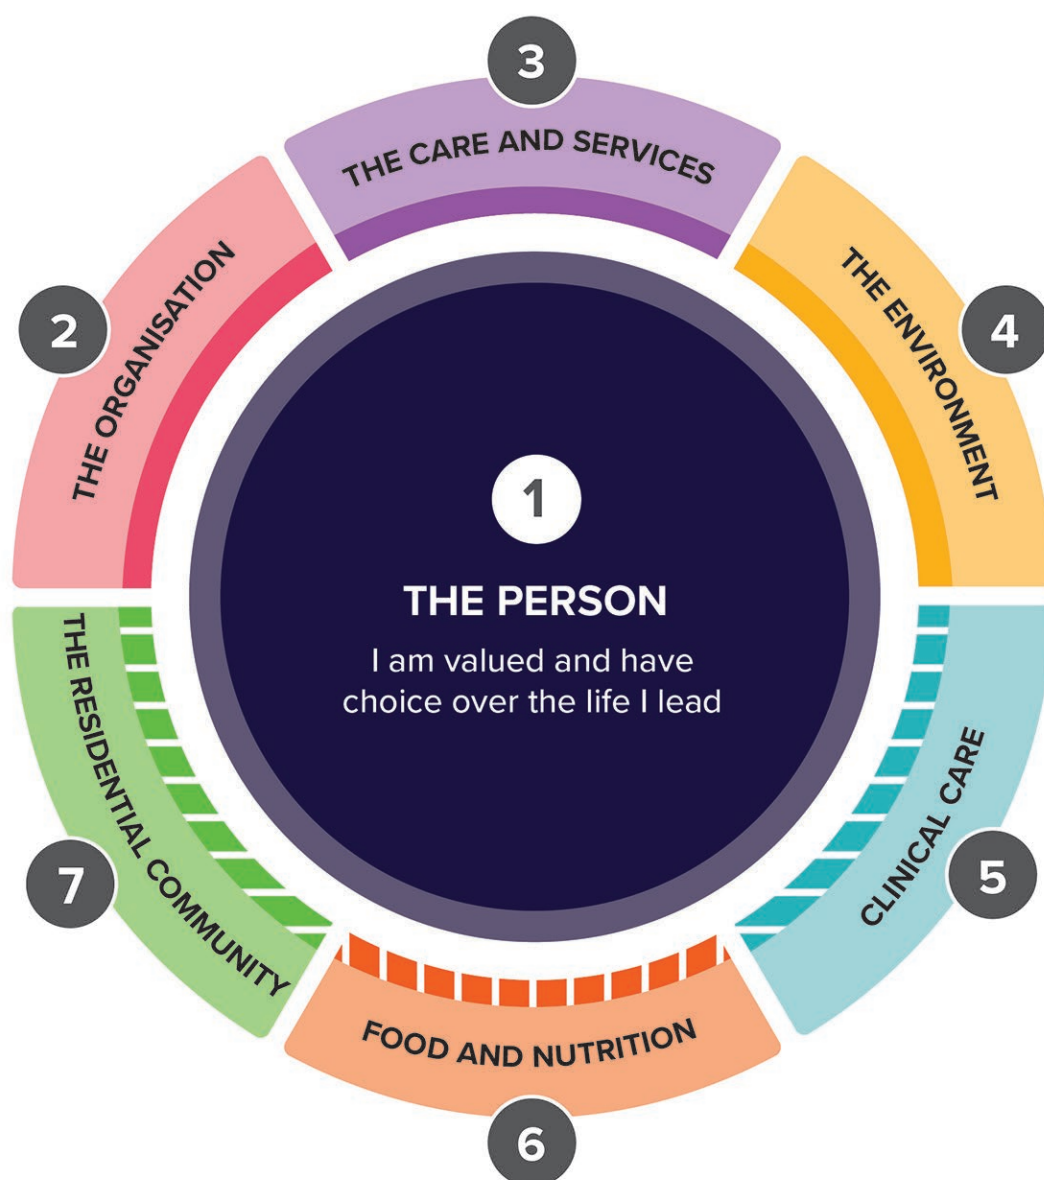 1
THE PERSON
I am valued and have
choice over the life I lead
2
THE ORGANISATION
3
THE CARE AND SERVICES
4
THE ENVIRONMENT
5
CLINICAL CARE
6
FOOD AND NUTRITION
7
THE RESIDENTIAL COMMUNITY